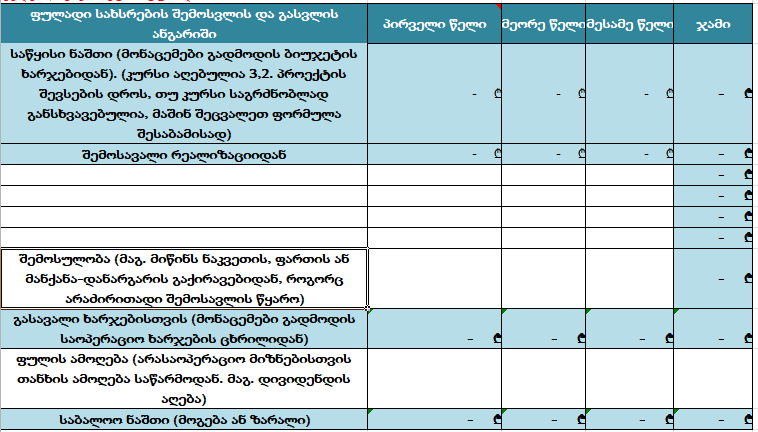 ფულადი სახსრების შემოსვლის და გასვლის
ანგარიში
პირველი წელი
მეორე წელი
მესამე წელი
ჯამი
საწყისი ნაშთი (მონაცემები გადმოდის ბიუჯეტის
ხარჯებიდან). (კურსი აღებულია 3,2. პროექტის
შევსების დროს, თუ კურსი საგრძნობლად
განსხვავებულია, მაშინ შეცვალეთ ფორმულა
შესაბამისად)
- ₾ - ₾ - ₾ - ₾
შემოსავალი რეალიზაციიდან - ₾ - ₾ - ₾ - ₾
- ₾
- ₾
- ₾
- ₾
შემოსულობა (მაგ. მიწინს ნაკვეთის, ფართის ან
მანქანა-დანარგარის გაქირავებიდან, როგორც
არაძირითადი შემოსავლის წყარო)
- ₾
გასავალი ხარჯებისთვის (მონაცემები გადმოდის
საოპერაციო ხარჯების ცხრილიდან)
- ₾ - ₾ - ₾ - ₾
ფულის ამოღება (არასაოპერაციო მიზნებისთვის
თანხის ამოღება საწარმოდან. მაგ. დივიდენდის
აღება)
საბალოო ნაშთი (მოგება ან ზარალი) - ₾ - ₾ - ₾ - ₾